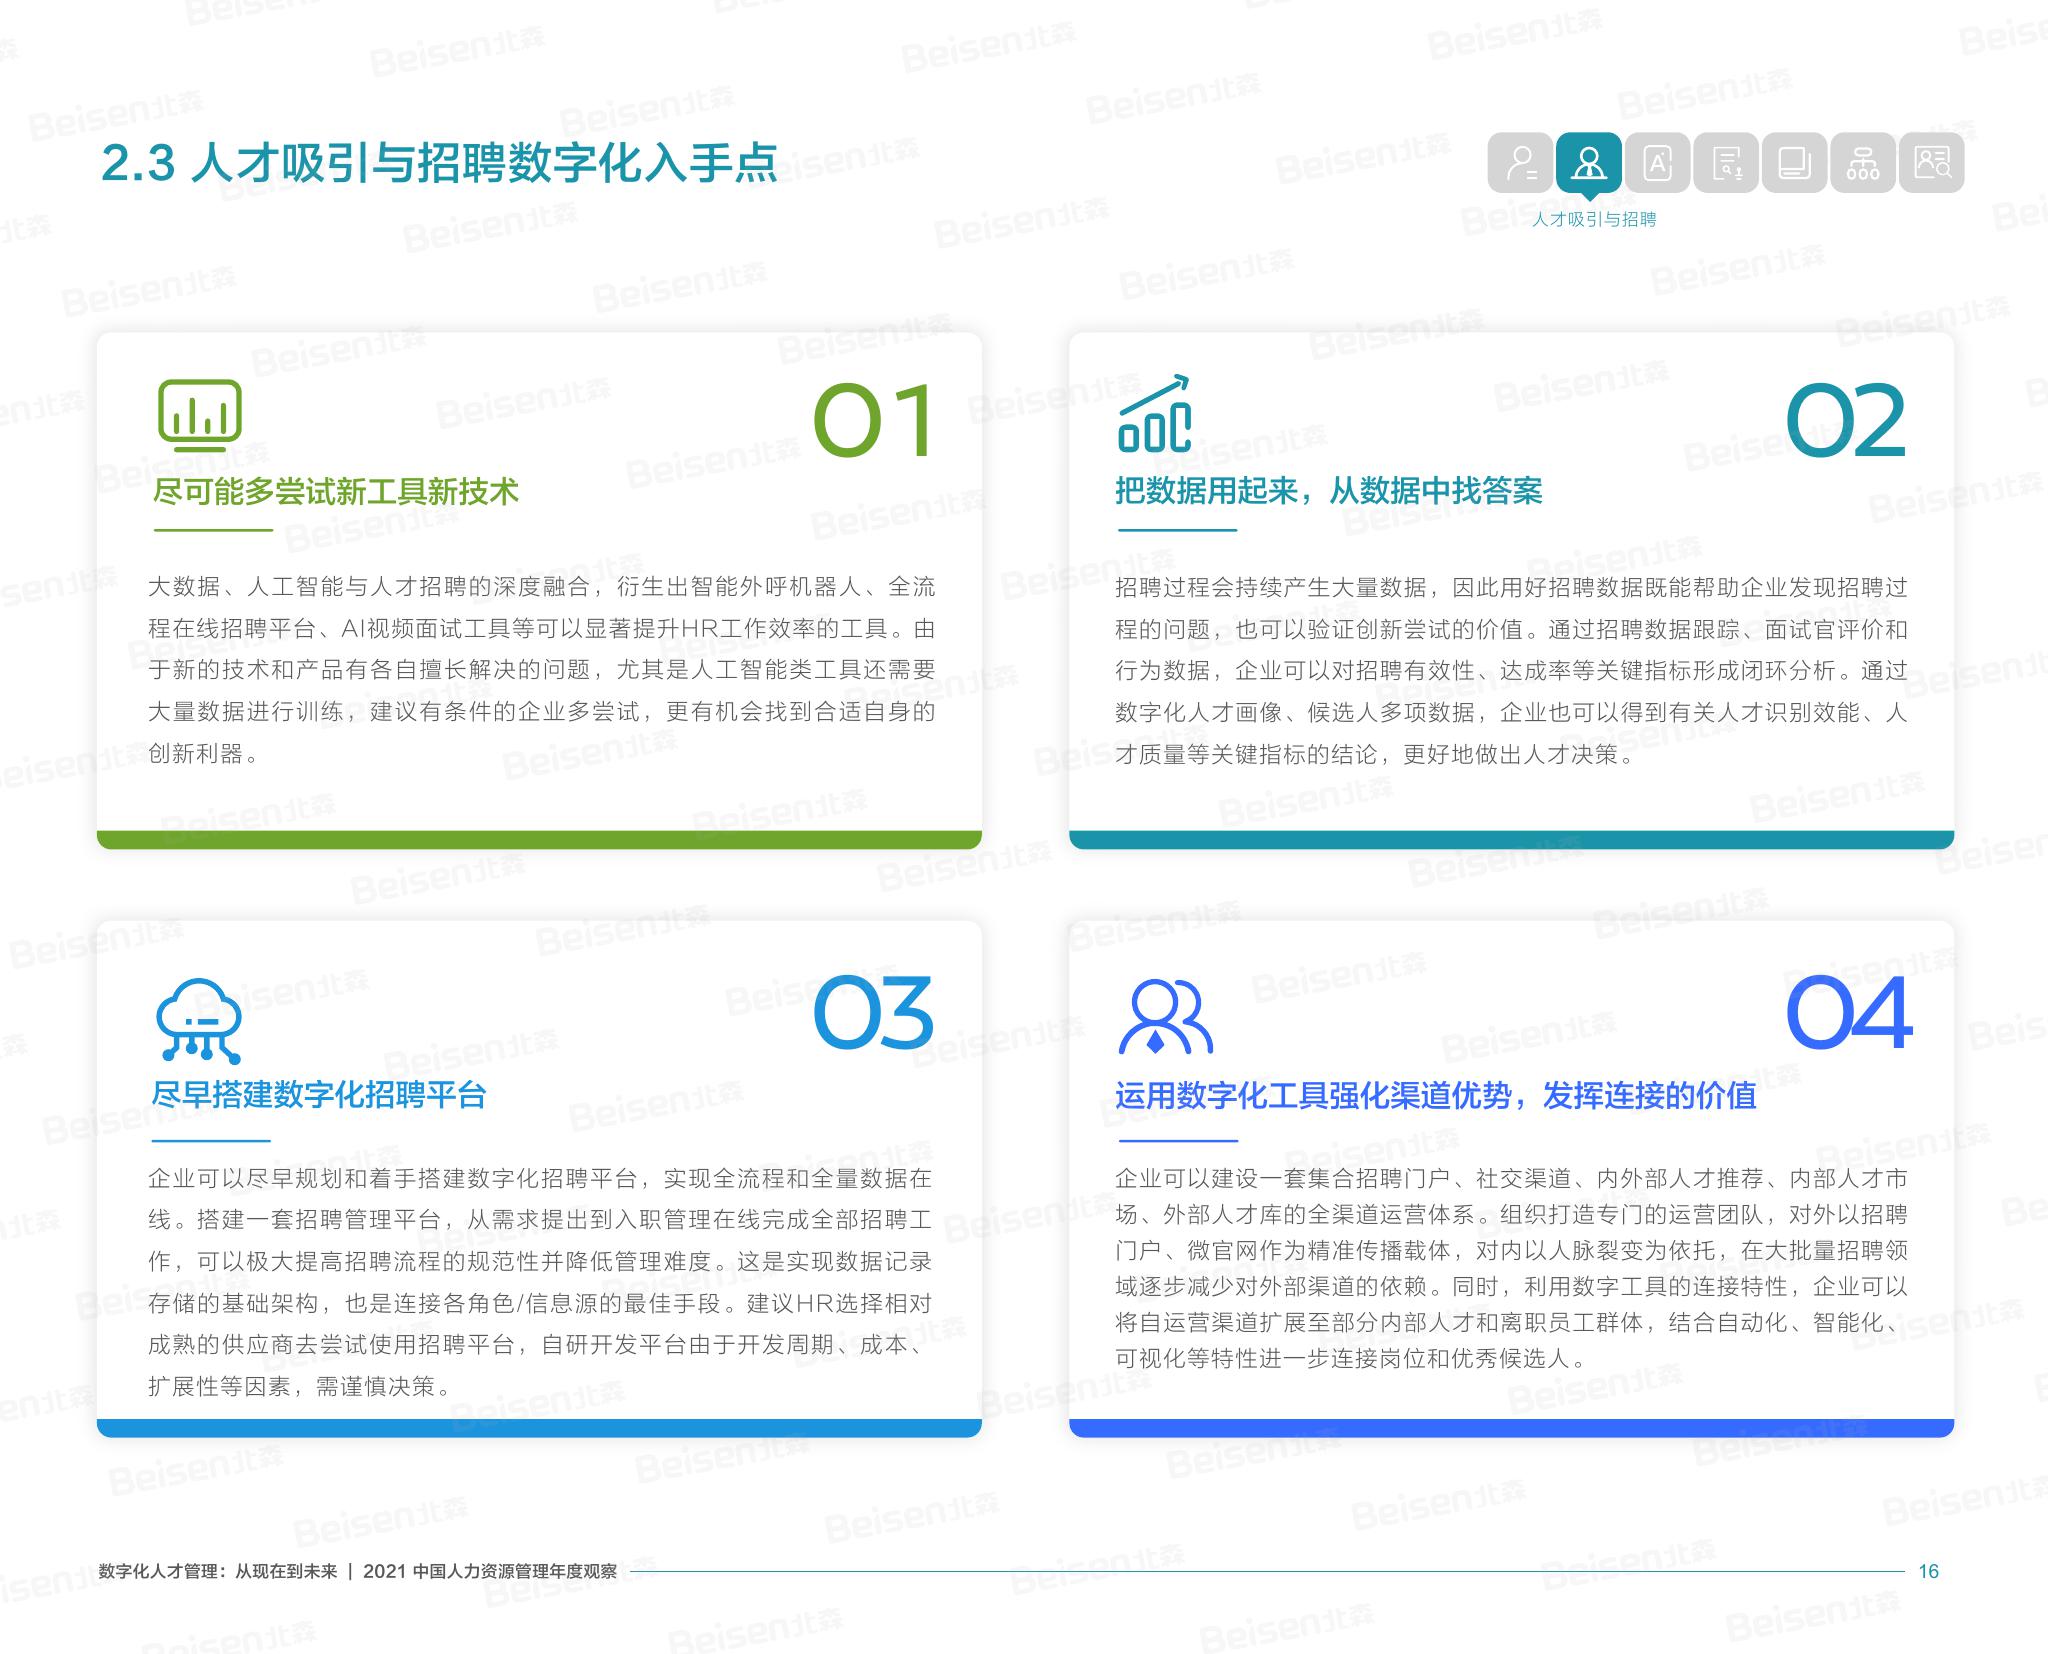 2.3 人才吸引与招聘数字化入手点
人才吸引与招聘
01
尽可能多尝试新工具新技术
大数据、人工智能与人才招聘的深度融合，衍生出智能外呼机器人、全流
程在线招聘平台、AI视频面试工具等可以显著提升HR工作效率的工具。由
于新的技术和产品有各自擅长解决的问题，尤其是人工智能类工具还需要
大量数据进行训练，建议有条件的企业多尝试，更有机会找到合适自身的
创新利器。
02
把数据用起来，从数据中找答案
招聘过程会持续产生大量数据，因此用好招聘数据既能帮助企业发现招聘过
程的问题，也可以验证创新尝试的价值。通过招聘数据跟踪、面试官评价和
行为数据，企业可以对招聘有效性、达成率等关键指标形成闭环分析。通过
数字化人才画像、候选人多项数据，企业也可以得到有关人才识别效能、人
才质量等关键指标的结论，更好地做出人才决策。
03
尽早搭建数字化招聘平台
企业可以尽早规划和着手搭建数字化招聘平台，实现全流程和全量数据在
线。搭建一套招聘管理平台，从需求提出到入职管理在线完成全部招聘工
作，可以极大提高招聘流程的规范性并降低管理难度。这是实现数据记录
存储的基础架构，也是连接各角色/信息源的最佳手段。建议HR选择相对
成熟的供应商去尝试使用招聘平台，自研开发平台由于开发周期、成本、
扩展性等因素，需谨慎决策。
04
运用数字化工具强化渠道优势，发挥连接的价值
企业可以建设一套集合招聘门户、社交渠道、内外部人才推荐、内部人才市
场、外部人才库的全渠道运营体系。组织打造专门的运营团队，对外以招聘
门户、微官网作为精准传播载体，对内以人脉裂变为依托，在大批量招聘领
域逐步减少对外部渠道的依赖。同时，利用数字工具的连接特性，企业可以
将自运营渠道扩展至部分内部人才和离职员工群体，结合自动化、智能化、
可视化等特性进一步连接岗位和优秀候选人。
数字化人才管理：从现在到未来 | 2021 中国人力资源管理年度观察
16
Beisen北森